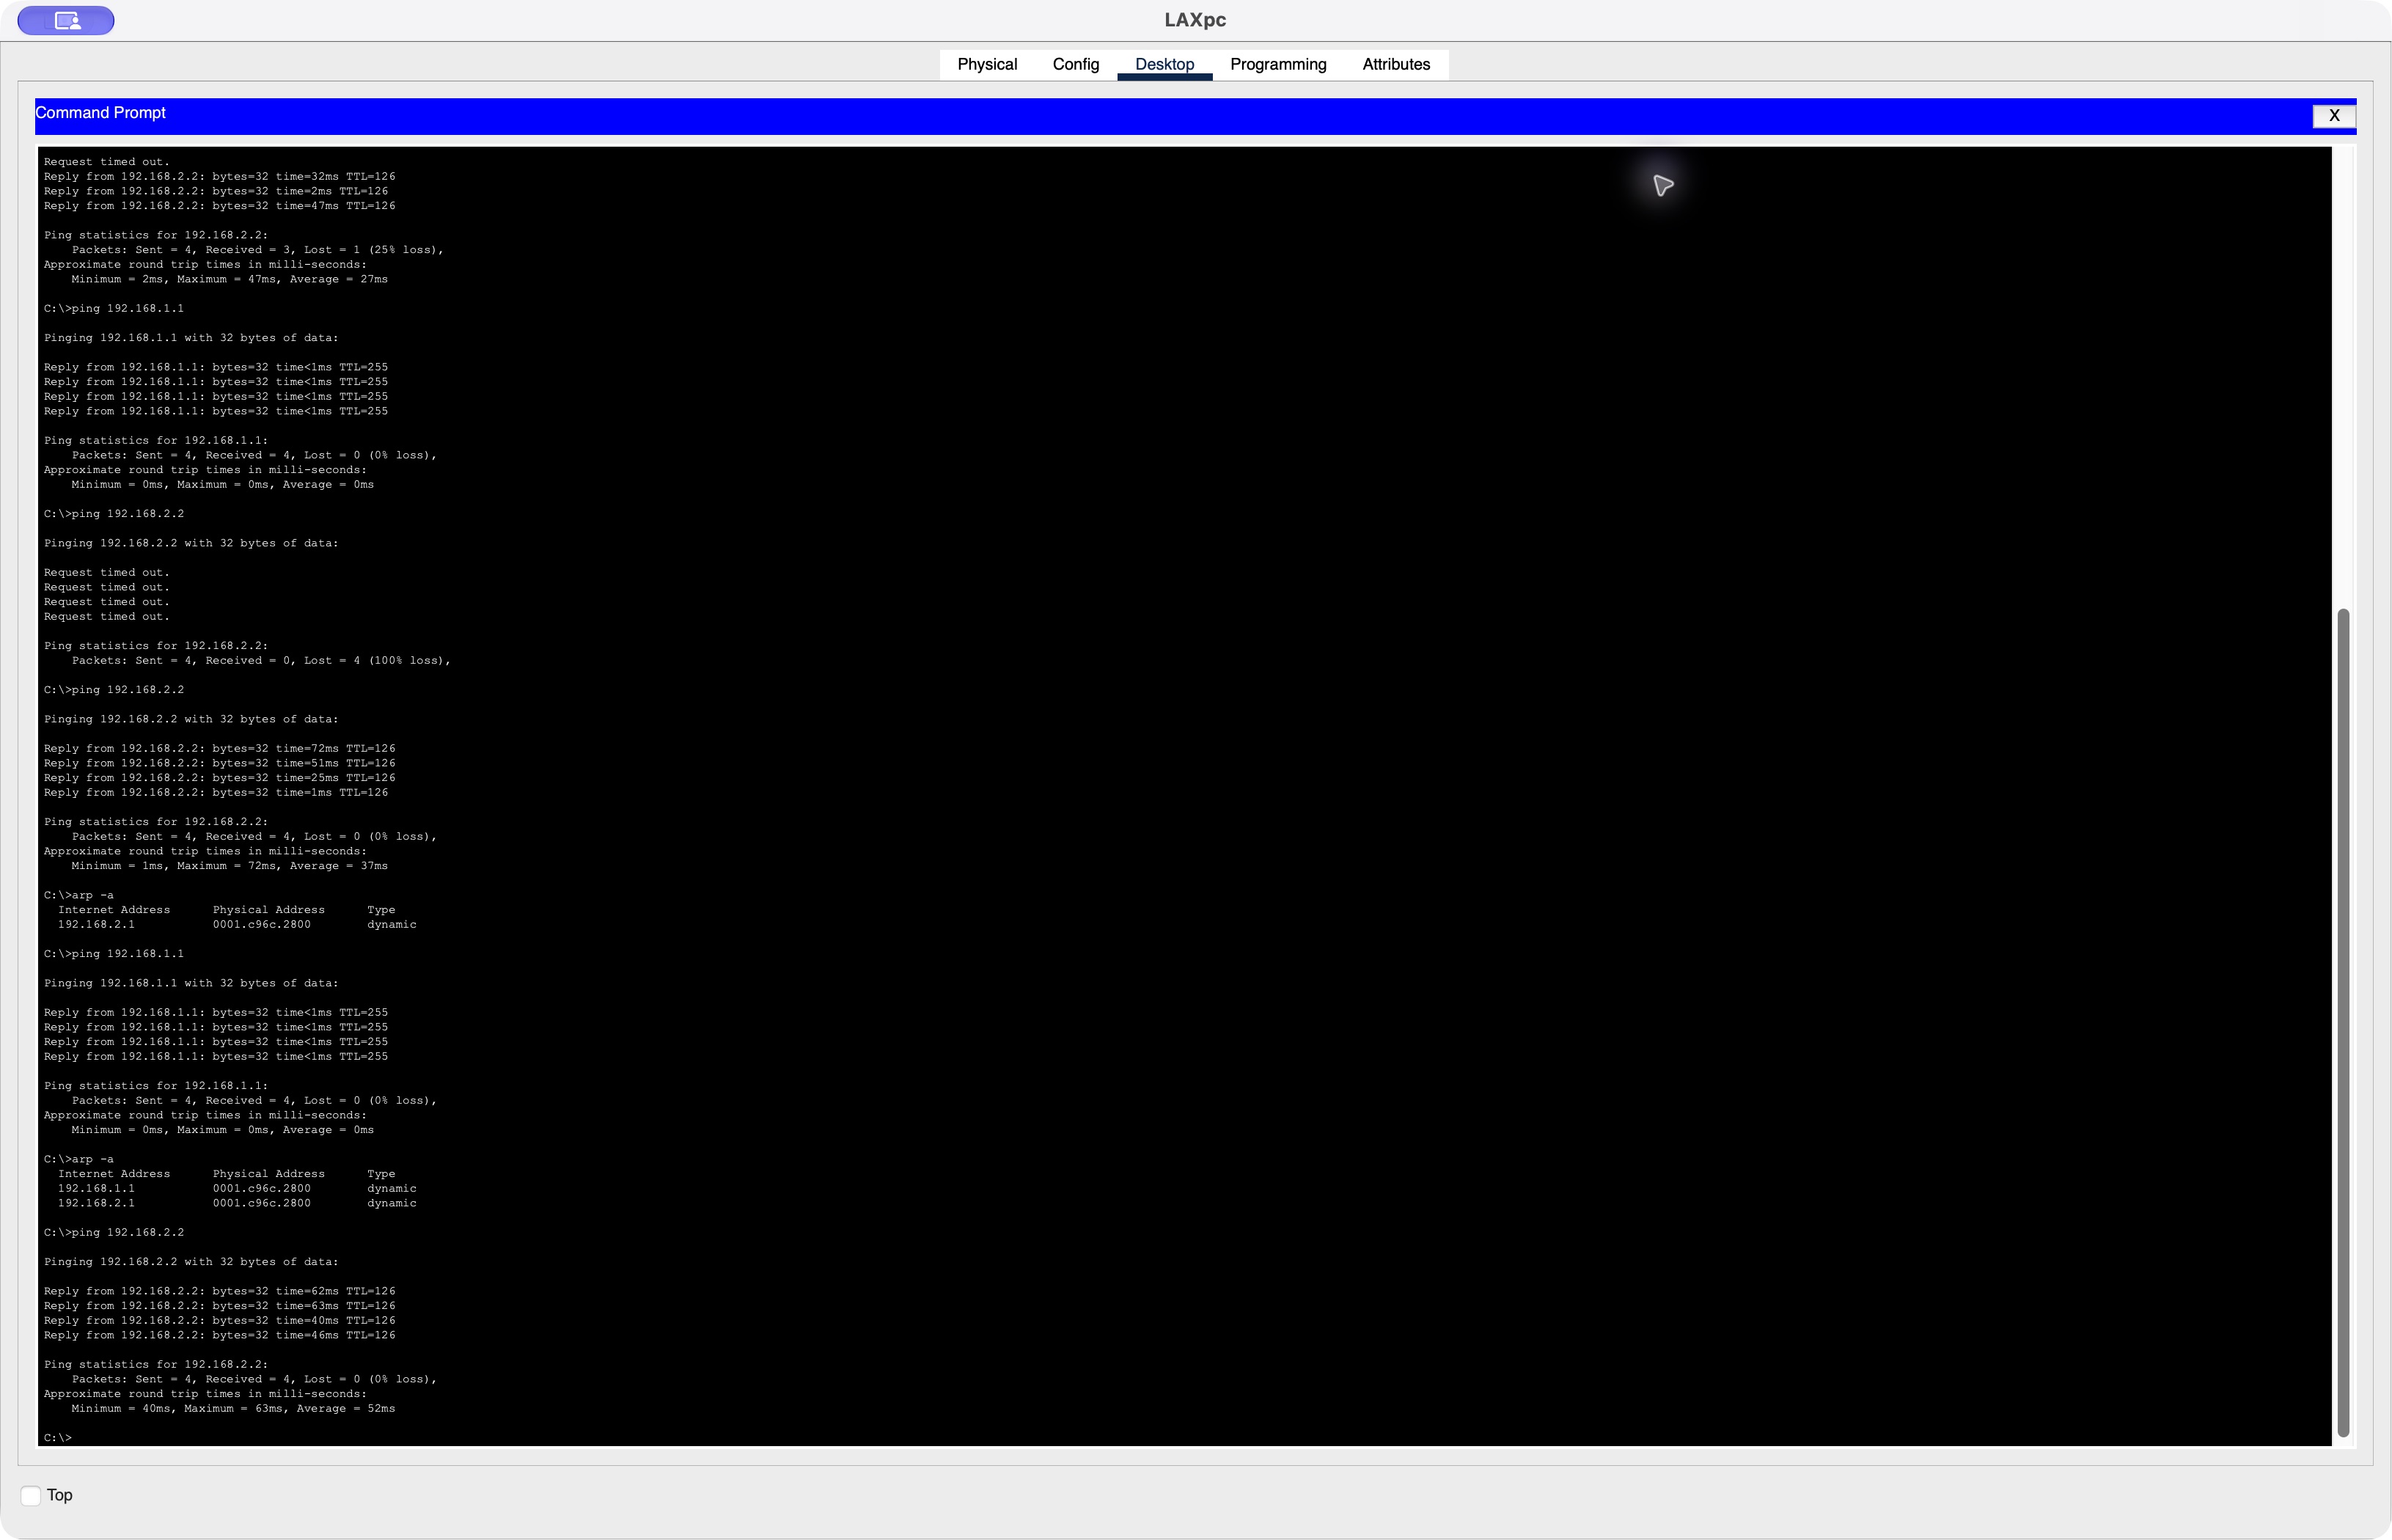 LAXpc
Physical Config Desktop Programming Attributes
Command Prompt
X
Request timed out.
Reply from 192.168.2.2: bytes=32 time=32ms TTL=126
Reply from 192.168.2.2: bytes=32 time=2ms TTL=126
Reply from 192.168.2.2: bytes=32 time=47ms TTL=126
Ping statistics for 192.168.2.2:
Packets: Sent = 4, Received = 3, Lost = 1 (25% loss),
Approximate round trip times in milli-seconds:
Minimum = 2ms, Maximum = 47ms, Average = 27ms
C:\>ping 192.168.1.1
Pinging 192.168.1.1 with 32 bytes of data:
Reply from 192.168.1.1: bytes=32 time<1ms TTL=255
Reply from 192.168.1.1: bytes=32 time<1ms TTL=255
Reply from 192.168.1.1: bytes=32 time<1ms TTL=255
Reply from 192.168.1.1: bytes=32 time<1ms TTL=255
Ping statistics for 192.168.1.1:
Packets: Sent = 4, Received = 4, Lost = 0 (0% loss),
Approximate round trip times in milli-seconds:
Minimum = 0ms, Maximum = 0ms, Average = 0ms
C:\>ping 192.168.2.2
Pinging 192.168.2.2 with 32 bytes of data:
Request timed out.
Request timed out.
Request timed out.
Request timed out.
Ping statistics for 192.168.2.2:
Packets: Sent = 4, Received = 0, Lost = 4 (100% loss),
C:\>ping 192.168.2.2
Pinging 192.168.2.2 with 32 bytes of data:
Reply from 192.168.2.2: bytes=32 time=72ms TTL=126
Reply from 192.168.2.2: bytes=32 time=51ms TTL=126
Reply from 192.168.2.2: bytes=32 time=25ms TTL=126
Reply from 192.168.2.2: bytes=32 time=1ms TTL=126
Ping statistics for 192.168.2.2:
Packets: Sent = 4, Received = 4, Lost = 0 (0% loss),
Approximate round trip times in milli-seconds:
Minimum = 1ms, Maximum = 72ms, Average = 37ms
C:\>arp -a
Internet Address Physical Address Type
192.168.2.1 0001.c96c.2800 dynamic
C:\>ping 192.168.1.1
Pinging 192.168.1.1 with 32 bytes of data:
Reply from 192.168.1.1: bytes=32 time<1ms TTL=255
Reply from 192.168.1.1: bytes=32 time<1ms TTL=255
Reply from 192.168.1.1: bytes=32 time<1ms TTL=255
Reply from 192.168.1.1: bytes=32 time<1ms TTL=255
Ping statistics for 192.168.1.1:
Packets: Sent = 4, Received = 4, Lost = 0 (0% loss),
Approximate round trip times in milli-seconds:
Minimum = 0ms, Maximum = 0ms, Average = 0ms
C:\>arp -a
Internet Address Physical Address Type
192.168.1.1 0001.c96c.2800 dynamic
192.168.2.1 0001.c96c.2800 dynamic
C:\>ping 192.168.2.2
Pinging 192.168.2.2 with 32 bytes of data:
Reply from 192.168.2.2: bytes=32 time=62ms TTL=126
Reply from 192.168.2.2: bytes=32 time=63ms TTL=126
Reply from 192.168.2.2: bytes=32 time=40ms TTL=126
Reply from 192.168.2.2: bytes=32 time=46ms TTL=126
Ping statistics for 192.168.2.2:
Packets: Sent = 4, Received = 4, Lost = 0 (0% loss),
Approximate round trip times in milli-seconds:
Minimum = 40ms, Maximum = 63ms, Average = 52ms
C:\>
Top